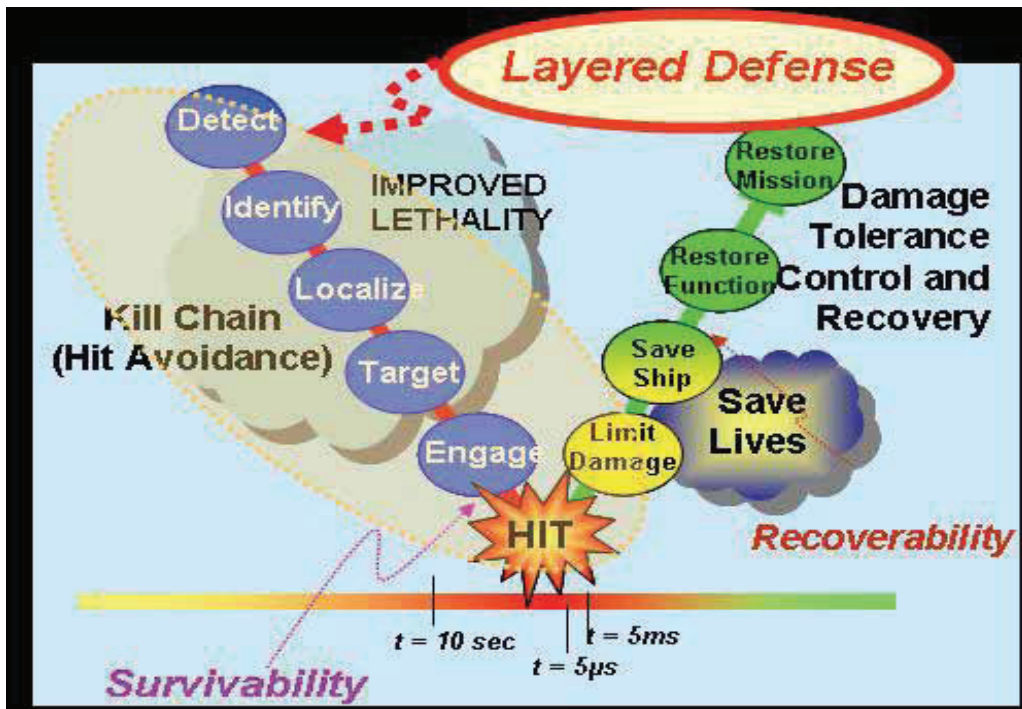 Layered Defense
Detect
Identify
Localize
Target
Engage
IMPROVED
LETHALITY
Kill Chain
(Hit Avoidance)
HIT
Restore
Mission
Restore
Function
Save
Ship
Limit
Damage
Damage
Tolerance
Control and
Recovery
Save
Lives
Recoverability
t = 10 sec
t = 5ms
t = 5µs
Survivability